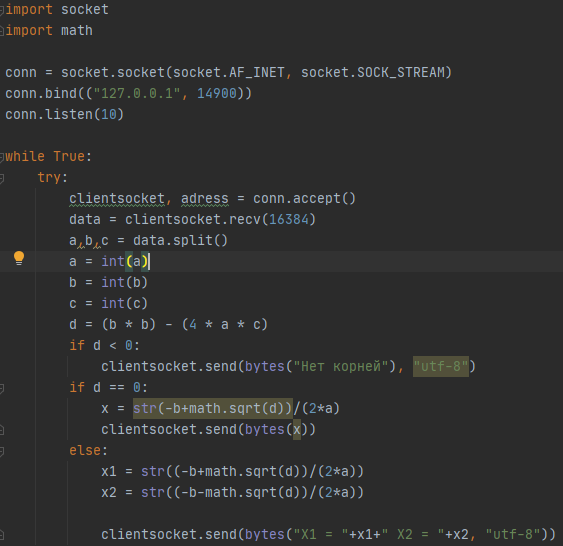 import socket
import math
conn = socket.socket(socket.AF_INET, socket.SOCK_STREAM)
conn.bind(("127.0.0.1", 14900))
conn.listen(10)
while True:
    try:
        clientsocket, adress = conn.accept()
        data = clientsocket.recv(16384)
        a,b,c = data.split()
        a = int(a)
        b = int(b)
        c = int(c)
        d = (b * b) - (4 * a * c)
        if d < 0:
            clientsocket.send(bytes("Нет корней"), "utf-8")
        if d == 0:
            x = str(-b+math.sqrt(d))/(2*a)
            clientsocket.send(bytes(x))
        else:
            x1 = str((-b+math.sqrt(d))/(2*a))
            x2 = str((-b-math.sqrt(d))/(2*a))
            clientsocket.send(bytes("X1 = "+x1+" X2 = "+x2, "utf-8"))